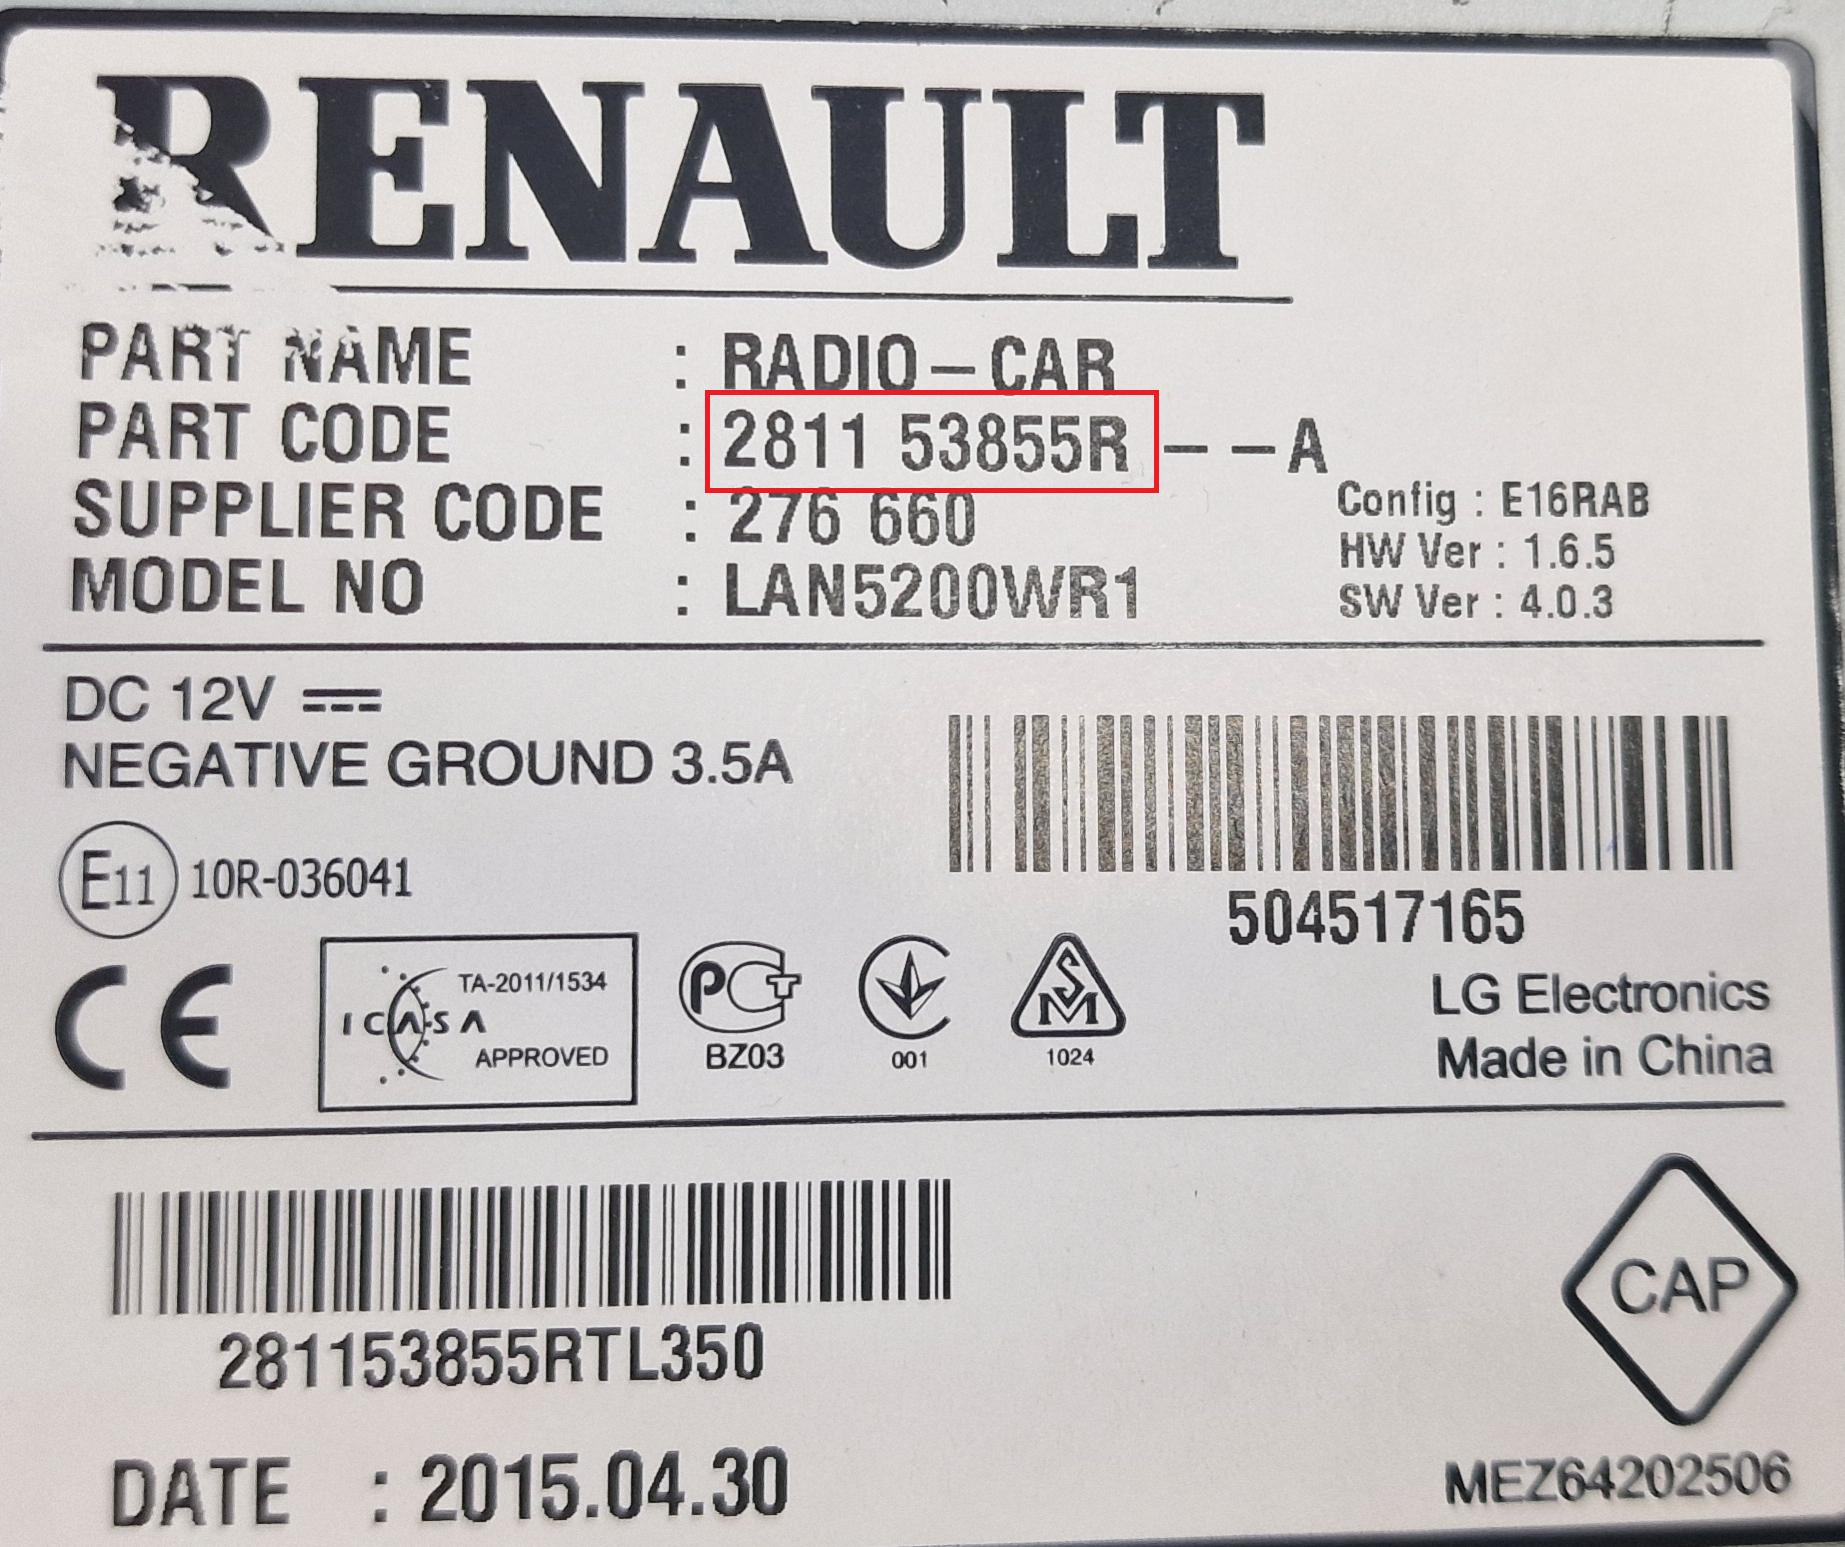 RENAULT
PART NAME : RADIO-CAR
PART CODE : 2811 53855R--A
SUPPLIER CODE : 276 660
MODEL NO : LAN5200WR1
Config : E16RAB
HW Ver : 1.6.5
SW Ver : 4.0.3
DC 12V
NEGATIVE GROUND 3.5A
E11 10R-036041
504517165
CE
ICASA
TA-2011/1534
APPROVED
PCT
BZ03
001
SM
1024
LG Electronics
Made in China
281153855RTL350
CAP
DATE : 2015.04.30
MEZ64202506